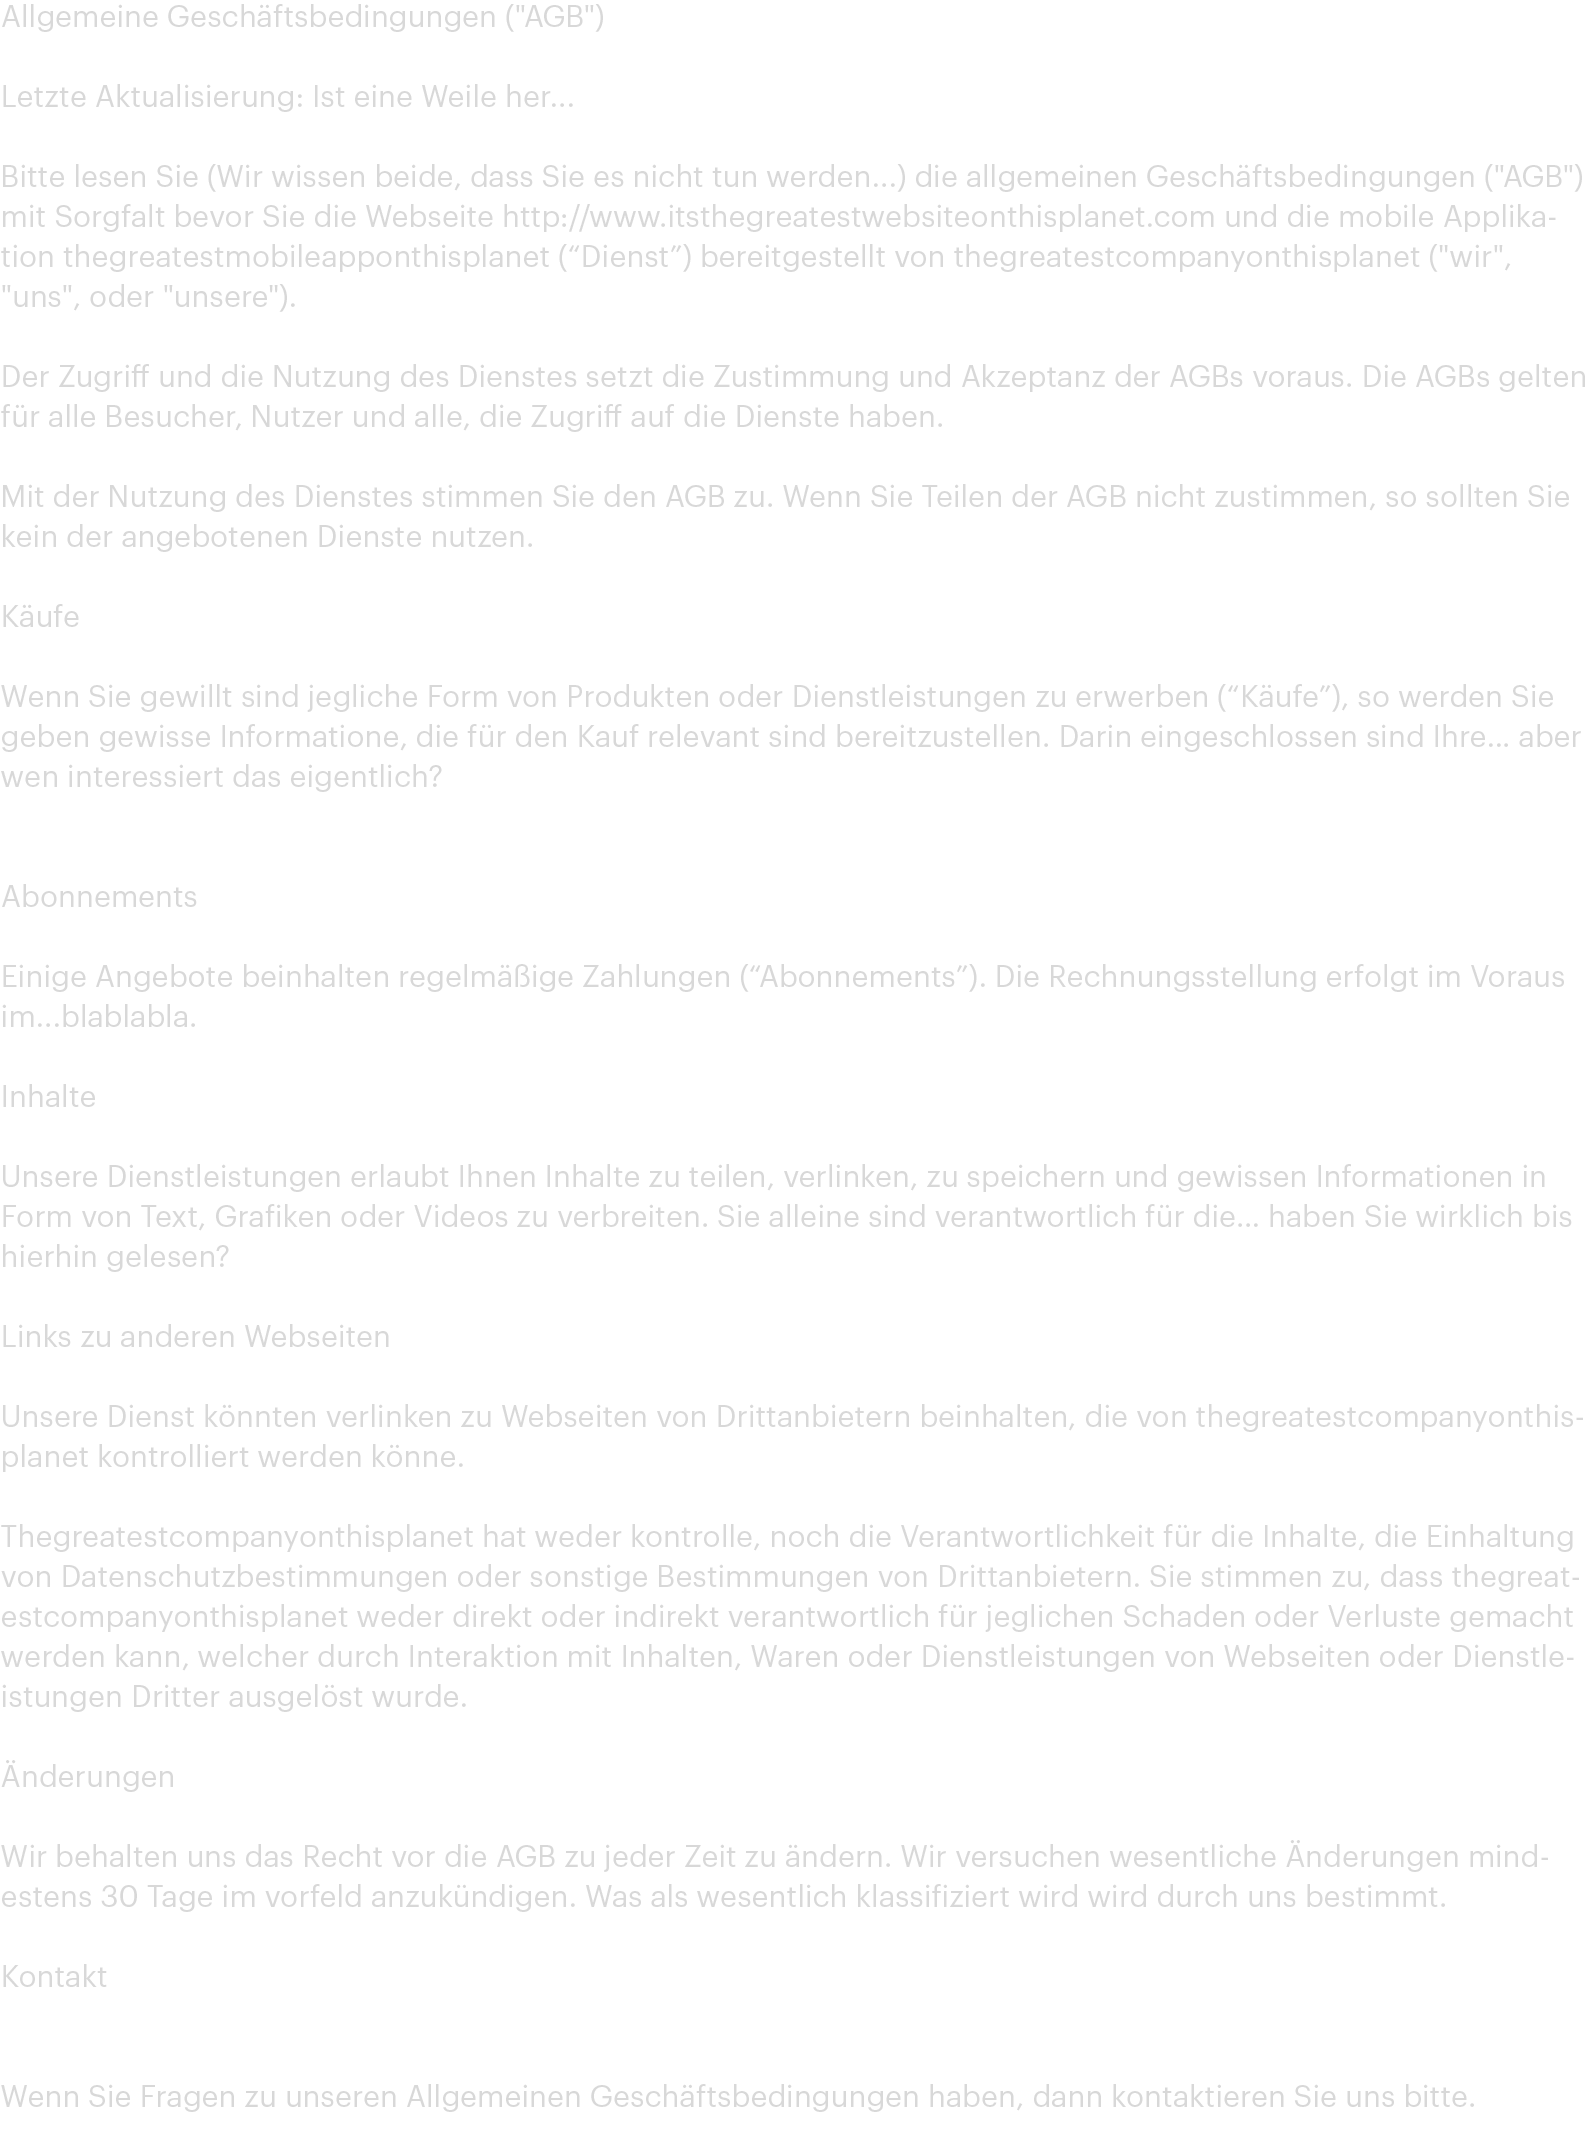 Allgemeine Geschäftsbedingungen ("AGB")
Letzte Aktualisierung: Ist eine Weile her...
Bitte lesen Sie (Wir wissen beide, dass Sie es nicht tun werden...) die allgemeinen Geschäftsbedingungen ("AGB")
mit Sorgfalt bevor Sie die Webseite http://www.itsthegreatestwebsiteonthisplanet.com und die mobile Applika-
tion thegreatestmobileapponthisplanet (“Dienst”) bereitgestellt von thegreatestcompanyonthisplanet ("wir",
"uns", oder "unsere").
Der Zugriff und die Nutzung des Dienstes setzt die Zustimmung und Akzeptanz der AGBs voraus. Die AGBs gelten
für alle Besucher, Nutzer und alle, die Zugriff auf die Dienste haben.
Mit der Nutzung des Dienstes stimmen Sie den AGB zu. Wenn Sie Teilen der AGB nicht zustimmen, so sollten Sie
kein der angebotenen Dienste nutzen.
Käufe
Wenn Sie gewillt sind jegliche Form von Produkten oder Dienstleistungen zu erwerben (“Käufe”), so werden Sie
geben gewisse Informatione, die für den Kauf relevant sind bereitzustellen. Darin eingeschlossen sind Ihre... aber
wen interessiert das eigentlich?
Abonnements
Einige Angebote beinhalten regelmäßige Zahlungen (“Abonnements”). Die Rechnungsstellung erfolgt im Voraus
im...blablabla.
Inhalte
Unsere Dienstleistungen erlaubt Ihnen Inhalte zu teilen, verlinken, zu speichern und gewissen Informationen in
Form von Text, Grafiken oder Videos zu verbreiten. Sie alleine sind verantwortlich für die... haben Sie wirklich bis
hierhin gelesen?
Links zu anderen Webseiten
Unsere Dienst könnten verlinken zu Webseiten von Drittanbietern beinhalten, die von thegreatestcompanyonthis-
planet kontrolliert werden könne.
Thegreatestcompanyonthisplanet hat weder kontrolle, noch die Verantwortlichkeit für die Inhalte, die Einhaltung
von Datenschutzbestimmungen oder sonstige Bestimmungen von Drittanbietern. Sie stimmen zu, dass thegreat-
estcompanyonthisplanet weder direkt oder indirekt verantwortlich für jeglichen Schaden oder Verluste gemacht
werden kann, welcher durch Interaktion mit Inhalten, Waren oder Dienstleistungen von Webseiten oder Dienstle-
istungen Dritter ausgelöst wurde.
Änderungen
Wir behalten uns das Recht vor die AGB zu jeder Zeit zu ändern. Wir versuchen wesentliche Änderungen mind-
estens 30 Tage im vorfeld anzukündigen. Was als wesentlich klassifiziert wird wird durch uns bestimmt.
Kontakt
Wenn Sie Fragen zu unseren Allgemeinen Geschäftsbedingungen haben, dann kontaktieren Sie uns bitte.